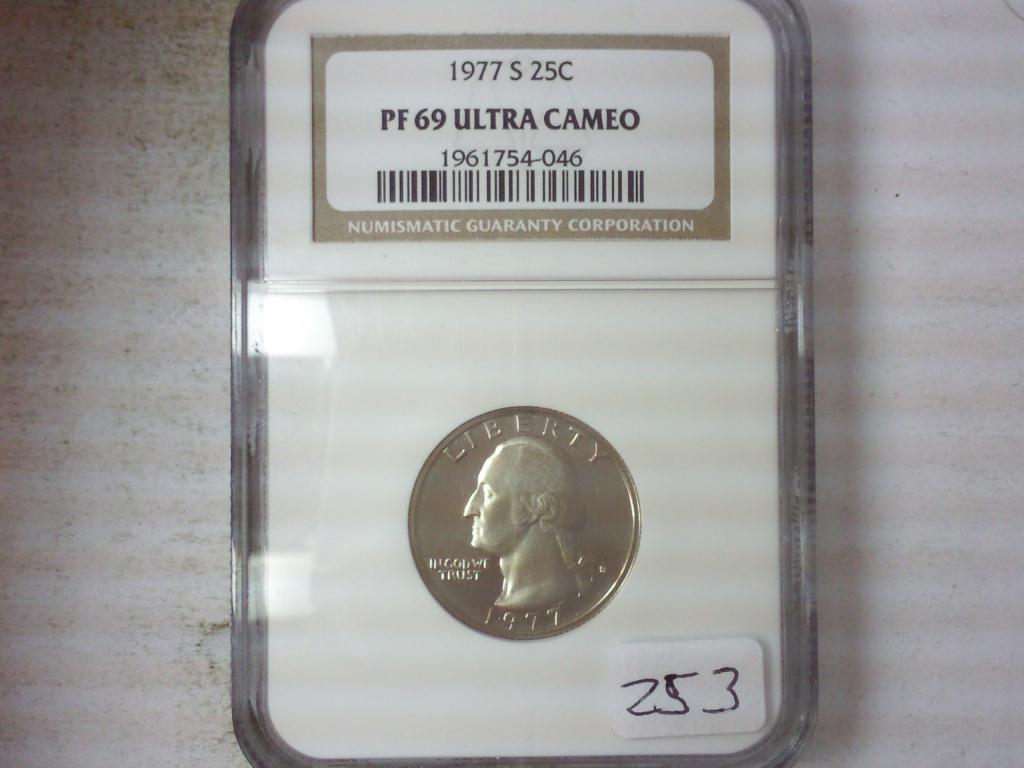 1977 S 25C
PF 69 ULTRA CAMEO
1961754-046
NUMISMATIC GUARANTY CORPORATION
LIBERTY
IN GOD WE
TRUST
S
1977
253